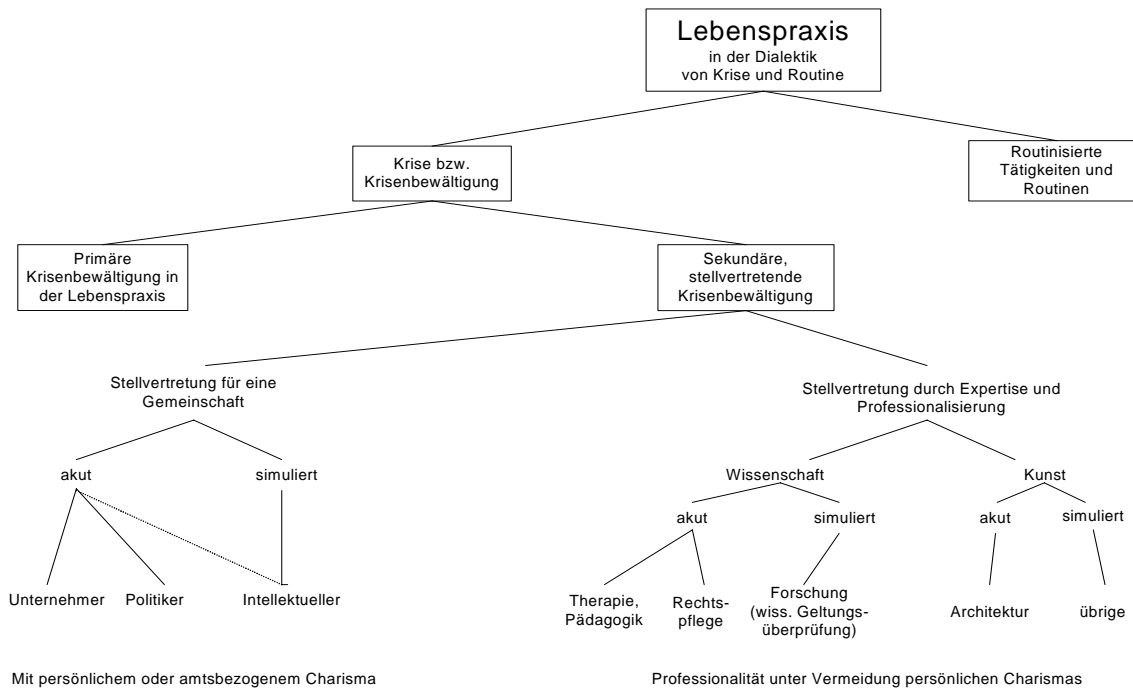 Lebenspraxis
in der Dialektik
von Krise und Routine
Krise bzw.
Krisenbewältigung
Routinisierte
Tätigkeiten und
Routinen
Primäre
Krisenbewältigung in
der Lebenspraxis
Sekundäre,
stellvertretende
Krisenbewältigung
Stellvertretung für eine
Gemeinschaft
Stellvertretung durch Expertise und
Professionalisierung
akut
simuliert
Wissenschaft
Kunst
akut
simuliert
akut
simuliert
Unternehmer
Politiker
Intellektueller
Therapie,
Pädagogik
Rechts-
pflege
Forschung
(wiss. Geltungs-
überprüfung)
Architektur
übrige
Mit persönlichem oder amtsbezogenem Charisma
Professionalität unter Vermeidung persönlichen Charismas